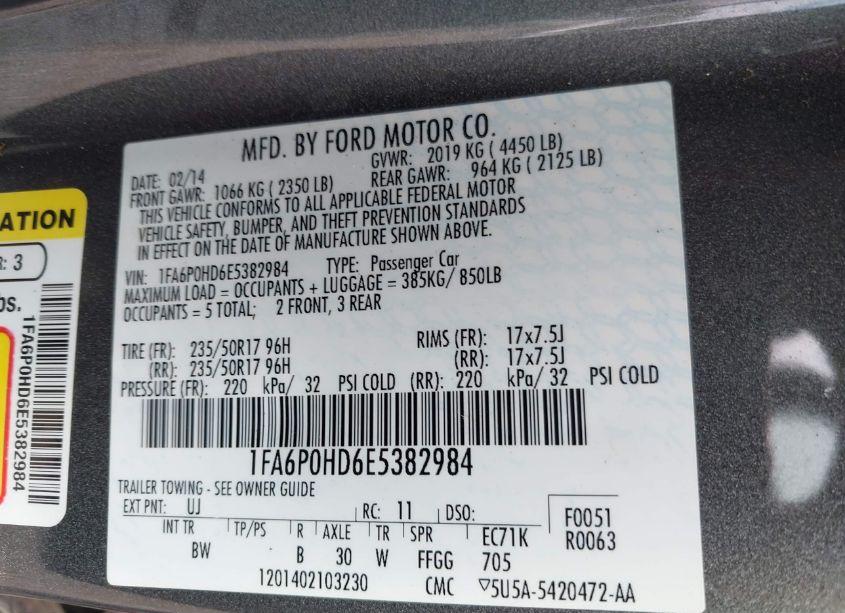 MFD. BY FORD MOTOR CO.
DATE: 02/14 GVWR: 2019 KG ( 4450 LB)
FRONT GAWR: 1066 KG ( 2350 LB) REAR GAWR: 964 KG ( 2125 LB)
THIS VEHICLE CONFORMS TO ALL APPLICABLE FEDERAL MOTOR
VEHICLE SAFETY, BUMPER, AND THEFT PREVENTION STANDARDS
IN EFFECT ON THE DATE OF MANUFACTURE SHOWN ABOVE.
VIN: 1FA6P0HD6E5382984 TYPE: Passenger Car
MAXIMUM LOAD = OCCUPANTS + LUGGAGE = 385KG/ 850LB
OCCUPANTS = 5 TOTAL; 2 FRONT, 3 REAR
TIRE (FR): 235/50R17 96H RIMS (FR): 17x7.5J
(RR): 235/50R17 96H (RR): 17x7.5J
PRESSURE (FR): 220 kPa/ 32 PSI COLD (RR): 220 kPa/ 32 PSI COLD
1FA6P0HD6E5382984
TRAILER TOWING - SEE OWNER GUIDE
EXT PNT: UJ RC: 11 DSO: F0051
INT TR TP/PS R AXLE TR SPR EC71K R0063
BW B 30 W FFGG 705
1201402103230 CMC ▽5U5A-5420472-AA
ATION
R: 3
bs.
1FA6P0HD6E5382984